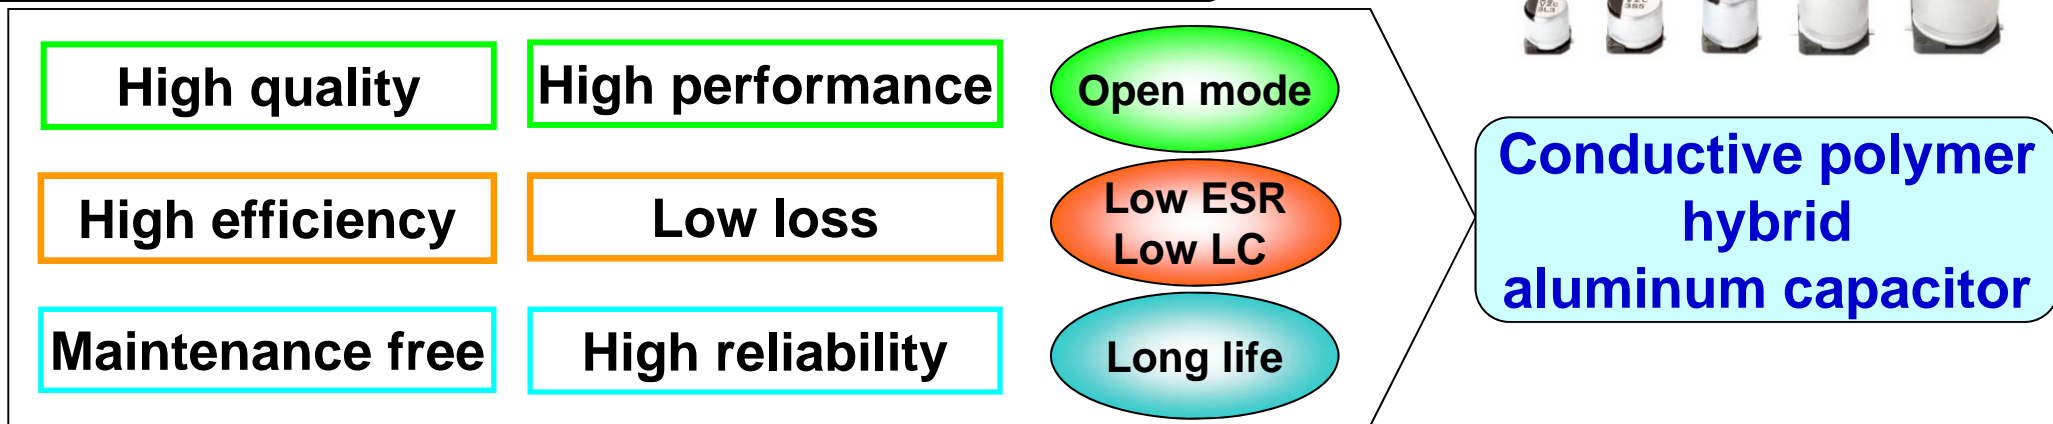 High quality
High performance
Open mode
High efficiency
Low loss
Low ESR
Low LC
Maintenance free
High reliability
Long life
Conductive polymer
hybrid
aluminum capacitor